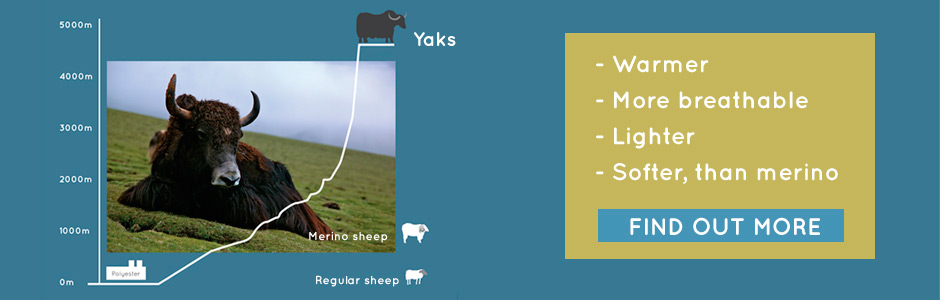 5000m
Yaks
4000m
3000m
2000m
1000m
Merino sheep
Polyester
0m
Regular sheep
- Warmer
- More breathable
- Lighter
- Softer, than merino
FIND OUT MORE